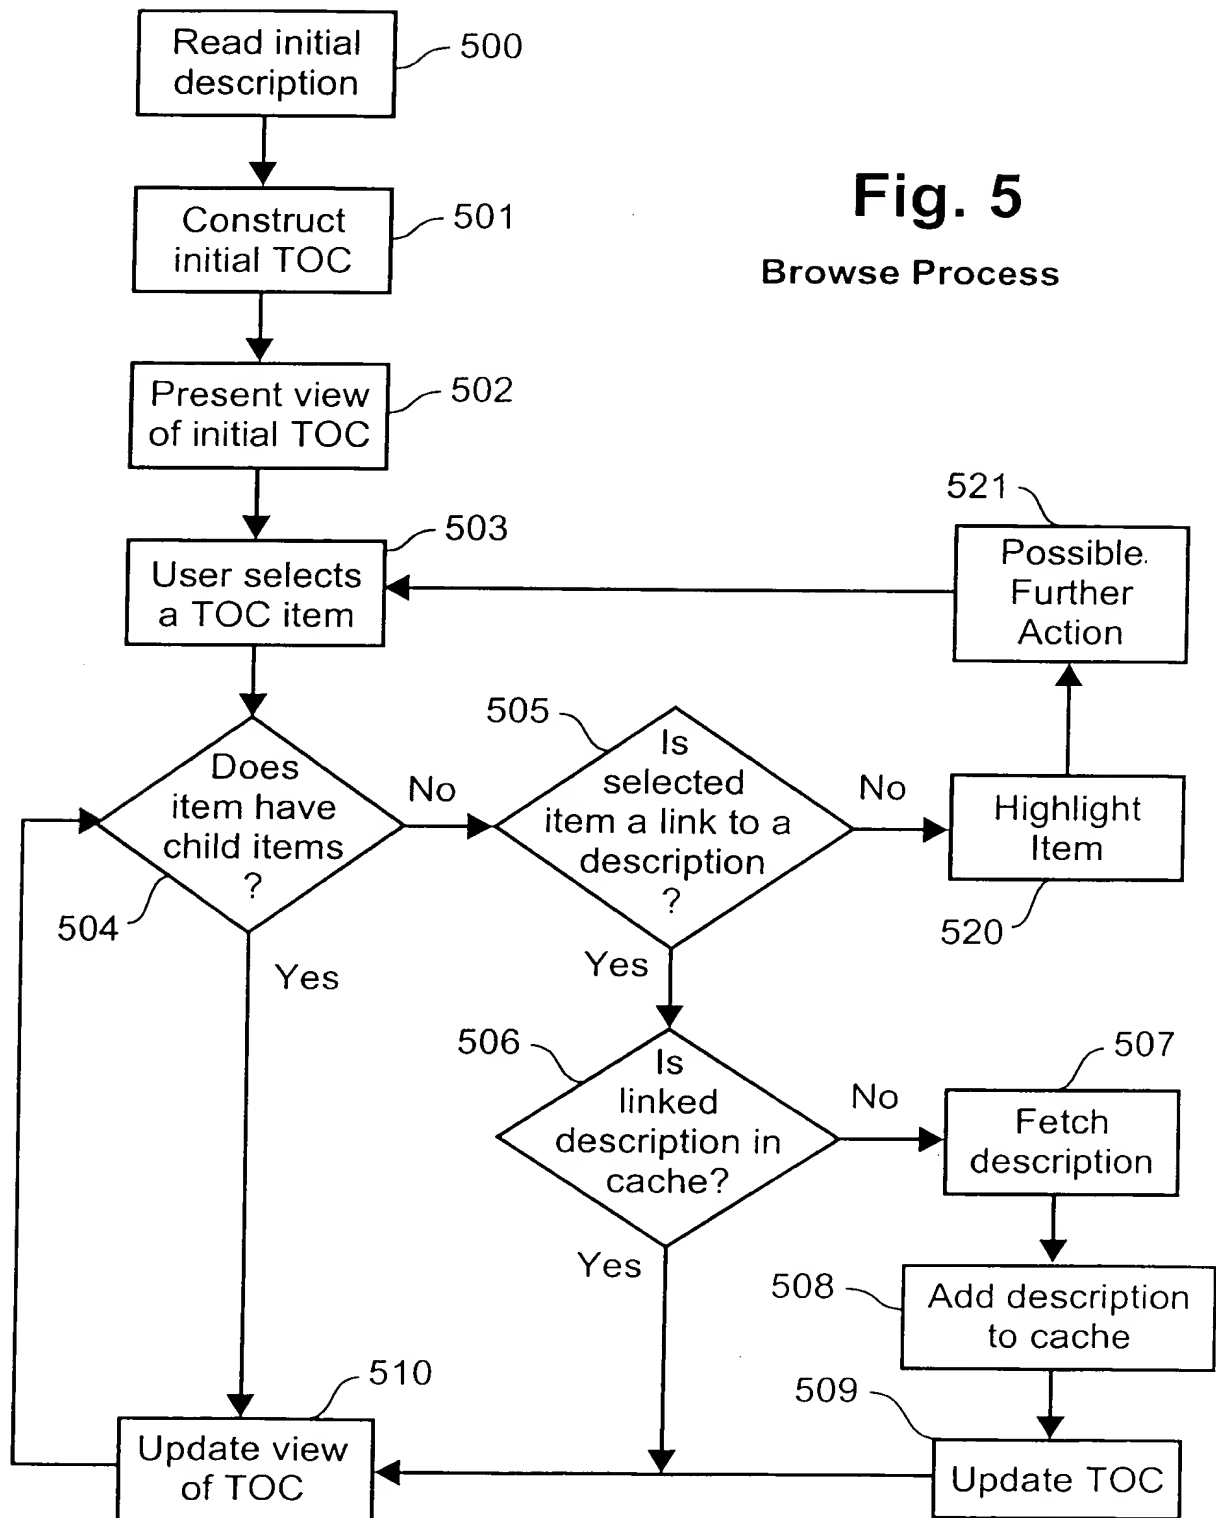 Read initial
description
500
Fig. 5
Browse Process
Construct
initial TOC
501
Present view
of initial TOC
502
User selects
a TOC item
503
521
Possible
Further
Action
Does
item have
child items
?
504
No
Yes
505
Is
selected
item a link to a
description
?
No
Yes
Highlight
Item
520
506
Is
linked
description in
cache?
No
Yes
507
Fetch
description
508
Add description
to cache
509
Update TOC
510
Update view
of TOC